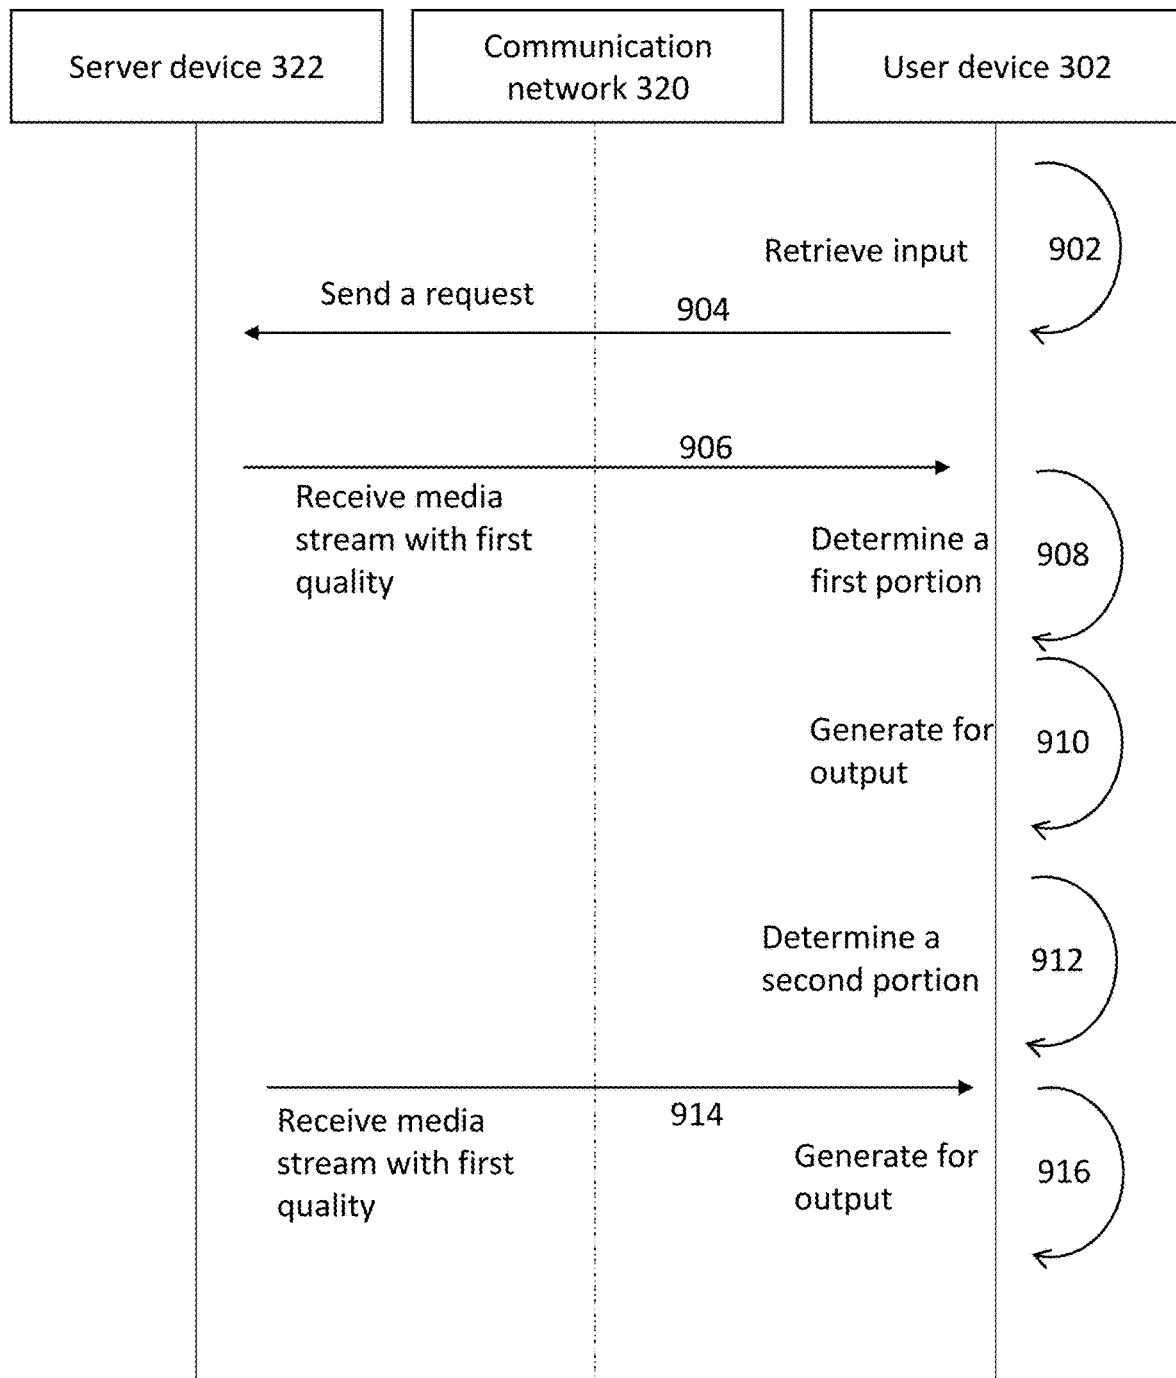 Server device 322
Communication
network 320
User device 302
Retrieve input
902
Send a request
904
906
Receive media
stream with first
quality
Determine a
first portion
908
Generate for
output
910
Determine a
second portion
912
914
Receive media
stream with first
quality
Generate for
output
916